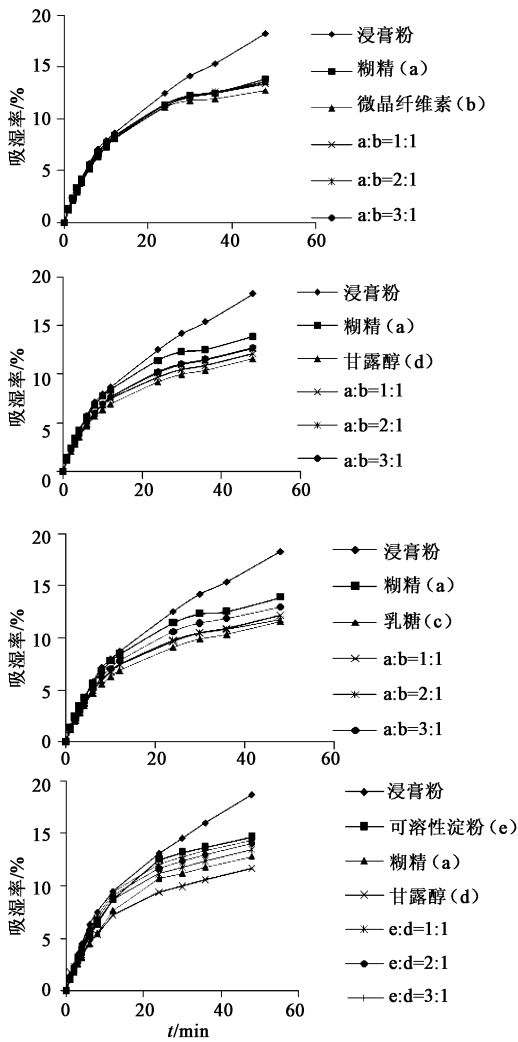 20
15
10
5
0
吸湿率/%
0
20
40
60
浸膏粉
糊精(a)
微晶纤维素(b)
a:b=1:1
a:b=2:1
a:b=3:1
20
15
10
5
0
吸湿率/%
0
20
40
60
浸膏粉
糊精(a)
甘露醇(d)
a:b=1:1
a:b=2:1
a:b=3:1
20
15
10
5
0
吸湿率/%
0
20
40
60
浸膏粉
糊精(a)
乳糖(c)
a:b=1:1
a:b=2:1
a:b=3:1
20
15
10
5
0
吸湿率/%
0
20
40
60
t/min
浸膏粉
可溶性淀粉(e)
糊精(a)
甘露醇(d)
e:d=1:1
e:d=2:1
e:d=3:1